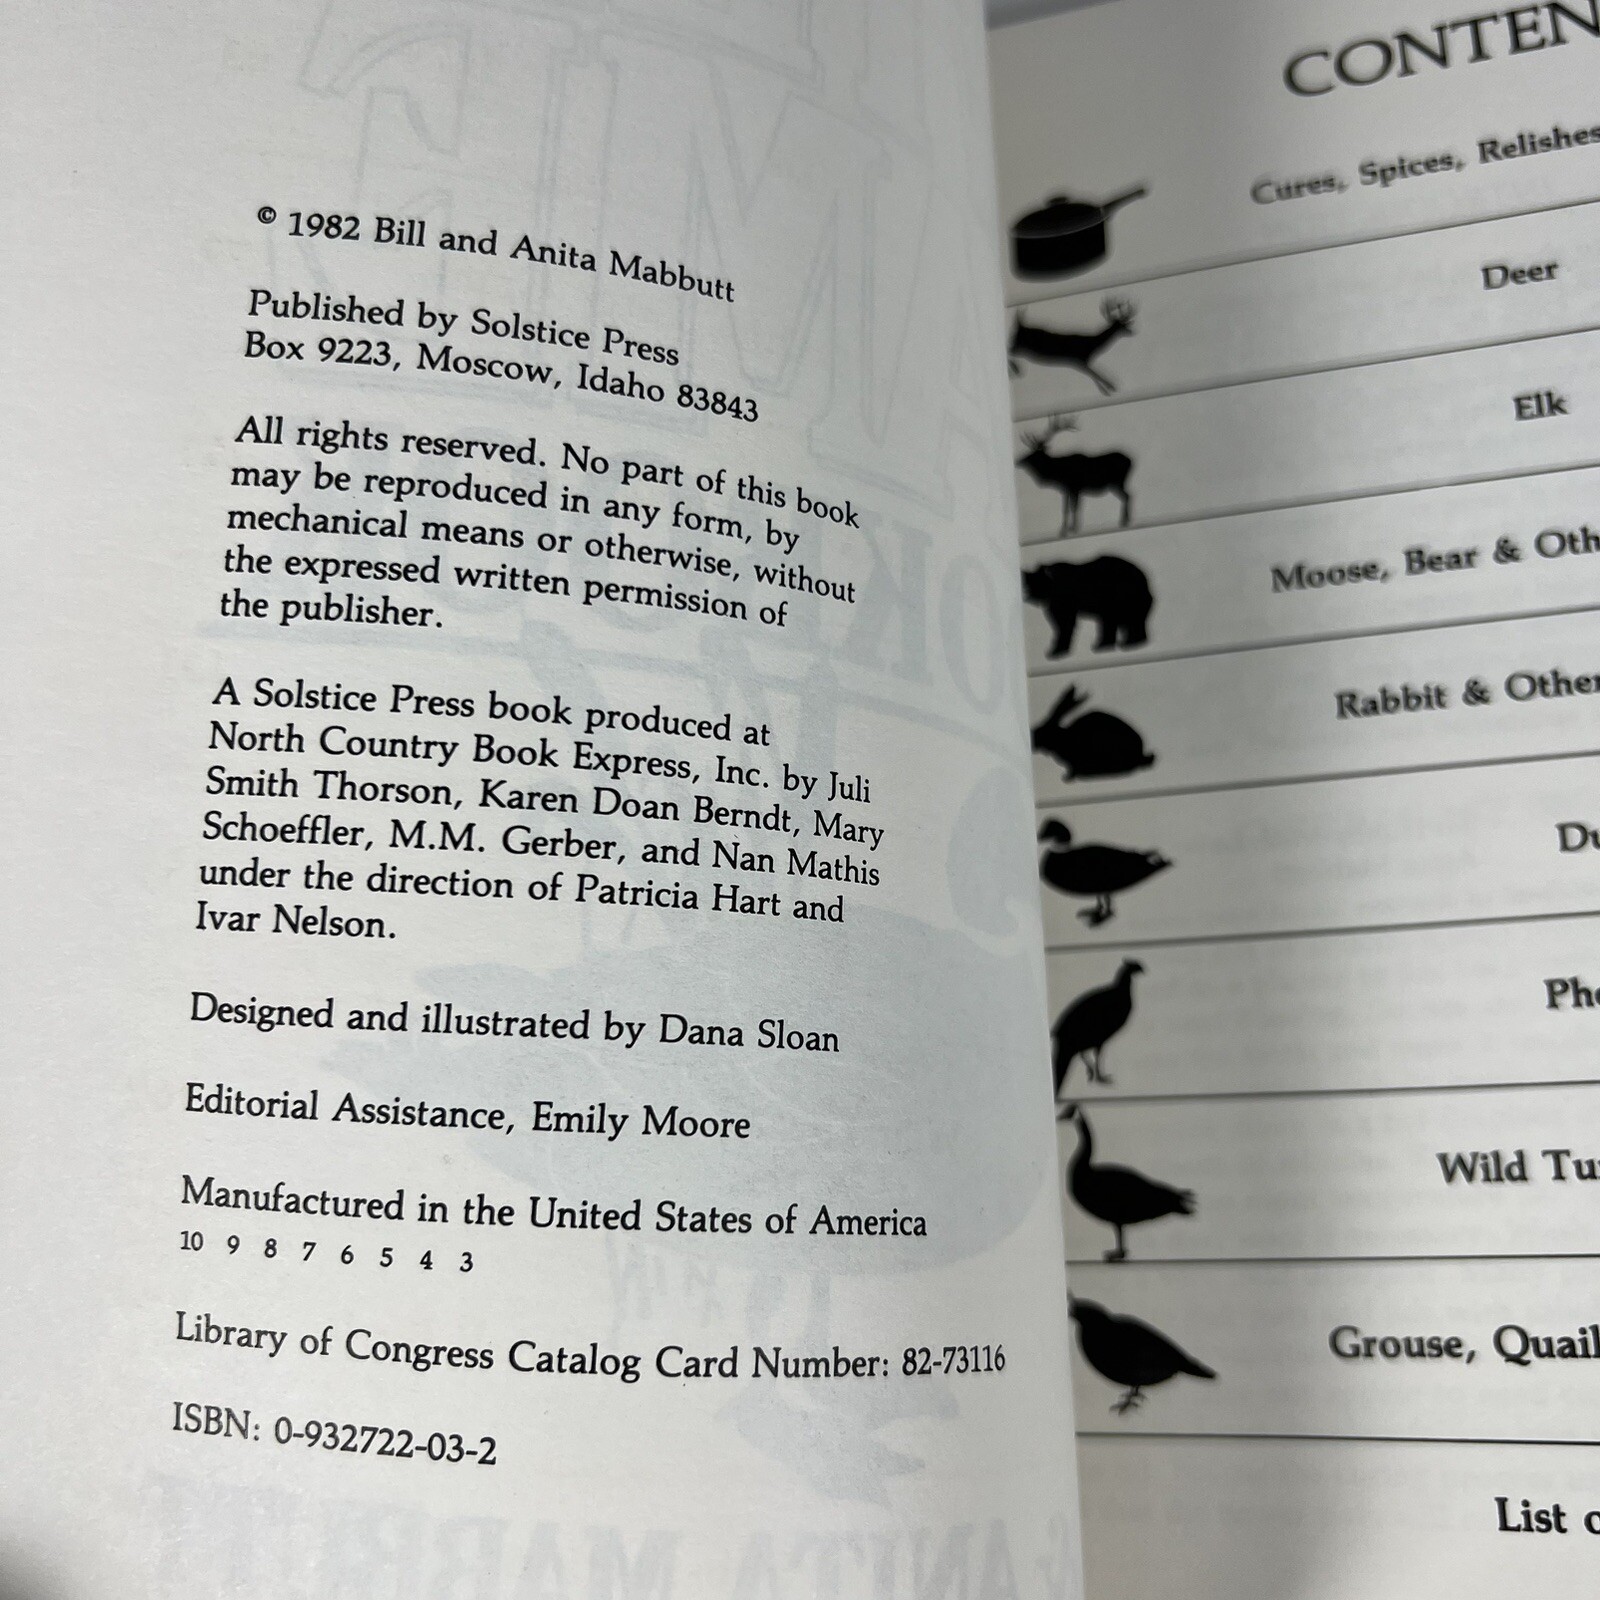 © 1982 Bill and Anita Mabbutt
Published by Solstice Press
Box 9223, Moscow, Idaho 83843
All rights reserved. No part of this book
may be reproduced in any form, by
mechanical means or otherwise, without
the expressed written permission of
the publisher.
A Solstice Press book produced at
North Country Book Express, Inc. by Juli
Smith Thorson, Karen Doan Berndt, Mary
Schoeffler, M.M. Gerber, and Nan Mathis
under the direction of Patricia Hart and
Ivar Nelson.
Designed and illustrated by Dana Sloan
Editorial Assistance, Emily Moore
Manufactured in the United States of America
10 9 8 7 6 5 4 3
Library of Congress Catalog Card Number: 82-73116
ISBN: 0-932722-03-2
CONTEN
Cures, Spices, Relishes
Deer
Elk
Moose, Bear & Oth
Rabbit & Other
Du
Phe
Wild Tur
Grouse, Quail
List o